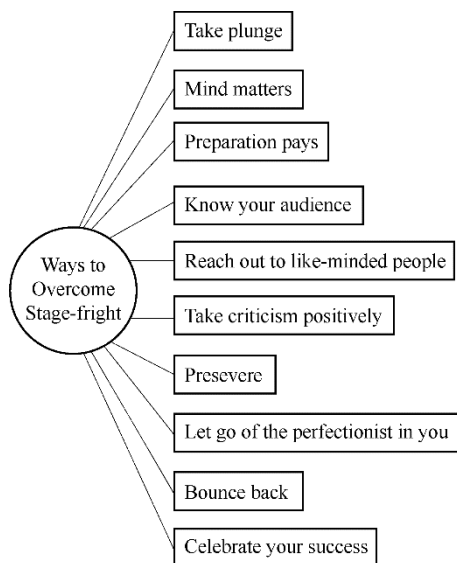 Take plunge
Mind matters
Preparation pays
Know your audience
Ways to
Overcome
Stage-fright
Reach out to like-minded people
Take criticism positively
Presevere
Let go of the perfectionist in you
Bounce back
Celebrate your success